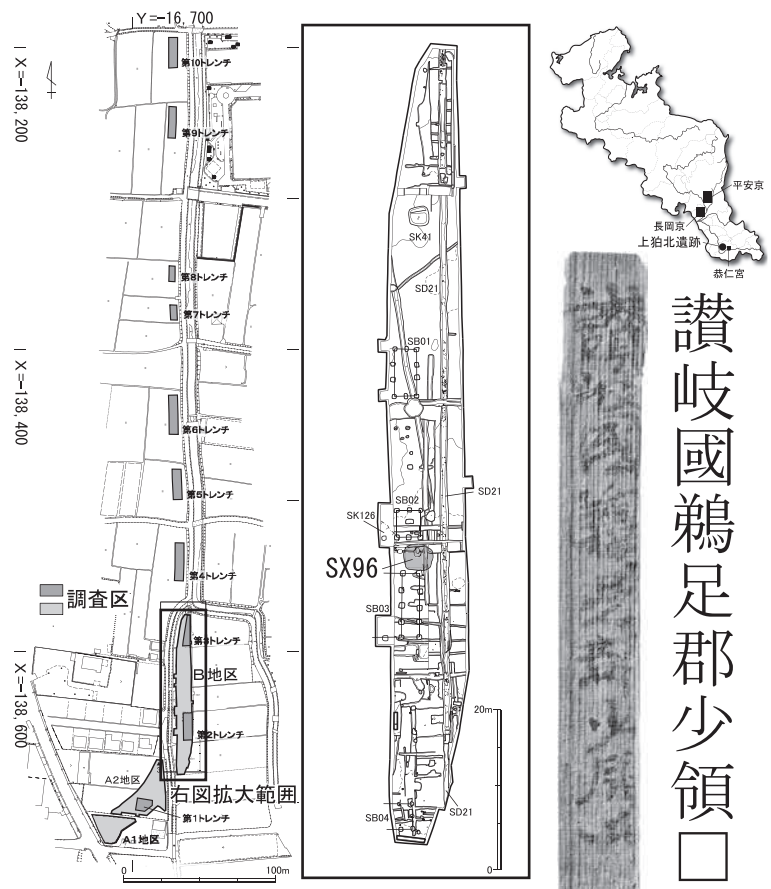 Y=-16,700
X=-138,200
X=-138,400
X=-138,600
第10トレンチ
第9トレンチ
第8トレンチ
第7トレンチ
第6トレンチ
第5トレンチ
第4トレンチ
調査区
第3トレンチ
B地区
第2トレンチ
A2地区
右図拡大範囲
第1トレンチ
A1地区
0
100m
SK41
SD21
SB01
SB02
SD21
SK126
SX96
SB03
20m
SB04
SD21
0
平安京
長岡京
上狛北遺跡
恭仁宮
讃岐國鵜足郡少領□